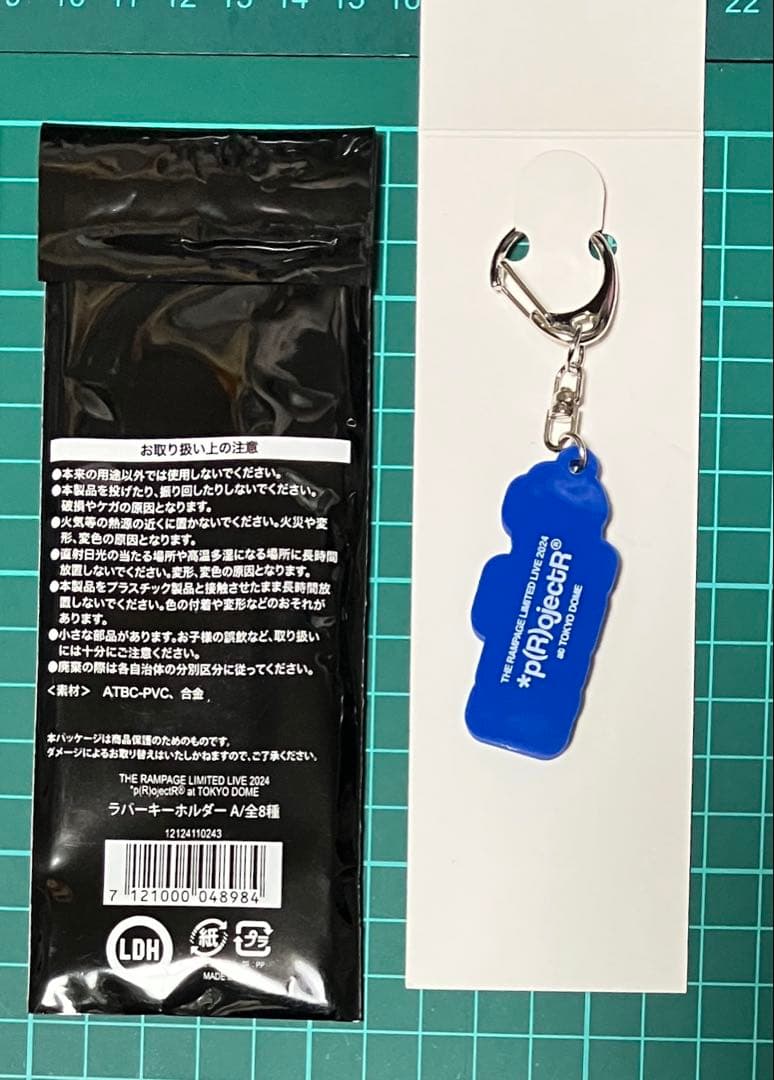 10
11
12
13
14
15
16
22
お取り扱い上の注意
●本来の用途以外では使用しないでください。
●本製品を投げたり、振り回したりしないでください。
破損やケガの原因となります。
●火気等の熱源の近くに置かないでください。火災や変
形、変色の原因となります。
●直射日光の当たる場所や高温多湿になる場所に長時間
放置しないでください。変形、変色の原因となります。
●本製品をプラスチック製品と接触させたまま長時間放
置しないでください。色の付着や変形などのおそれが
あります。
●小さな部品があります。お子様の誤飲など、取り扱い
には十分にご注意ください。
●廃棄の際は各自治体の分別区分に従ってください。
<素材> ATBC-PVC、合金
本パッケージは商品保護のためのものです。
ダメージによるお取り替えはいたしかねますので、ご了承ください。
THE RAMPAGE LIMITED LIVE 2024
*p(R)ojectR® at TOKYO DOME
ラバーキーホルダー A/全8種
12124110243
7 121000 048984
LDH
紙
プラ
: PP
MADE
THE RAMPAGE LIMITED LIVE 2024
*p(R)ojectR®
at TOKYO DOME